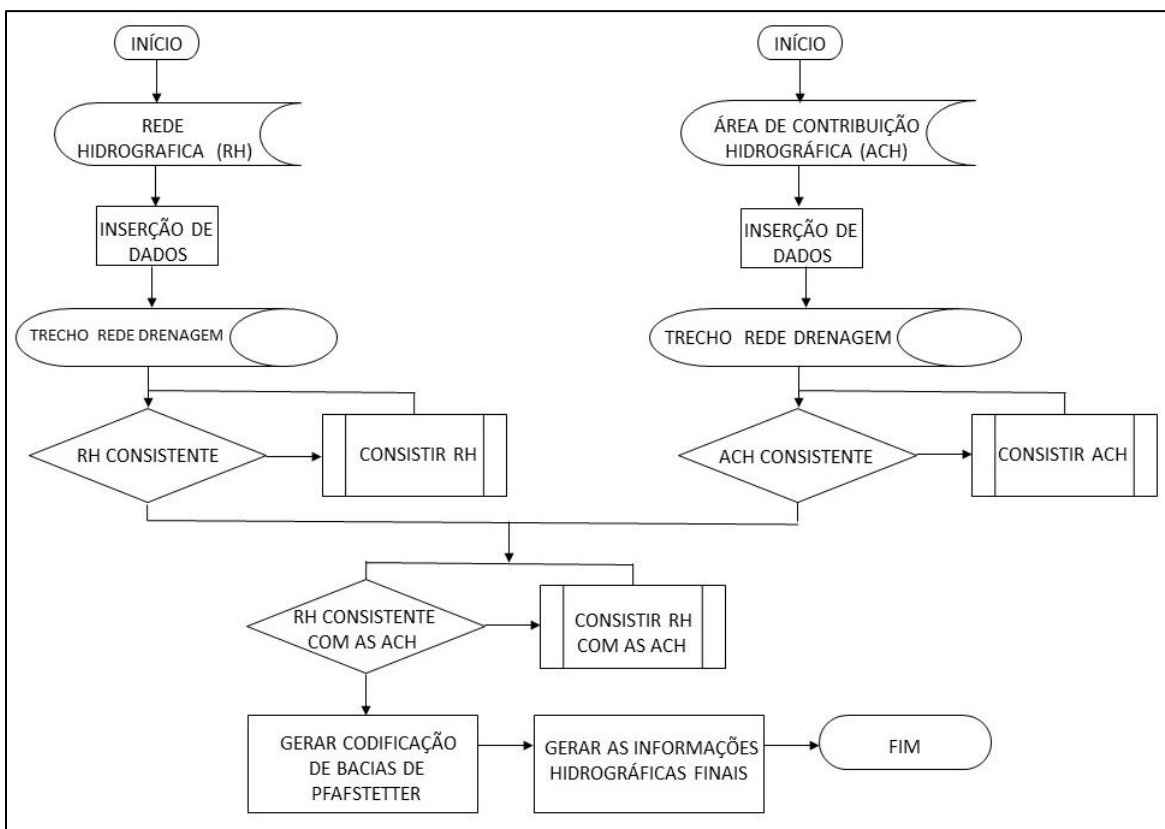 INÍCIO
REDE
HIDROGRAFICA (RH)
INSERÇÃO DE
DADOS
TRECHO REDE DRENAGEM
RH CONSISTENTE
CONSISTIR RH
INÍCIO
ÁREA DE CONTRIBUIÇÃO
HIDROGRÁFICA (ACH)
INSERÇÃO DE
DADOS
TRECHO REDE DRENAGEM
ACH CONSISTENTE
CONSISTIR ACH
RH CONSISTENTE
COM AS ACH
CONSISTIR RH
COM AS ACH
GERAR CODIFICAÇÃO
DE BACIAS DE
PFAFSTETTER
GERAR AS INFORMAÇÕES
HIDROGRÁFICAS FINAIS
FIM